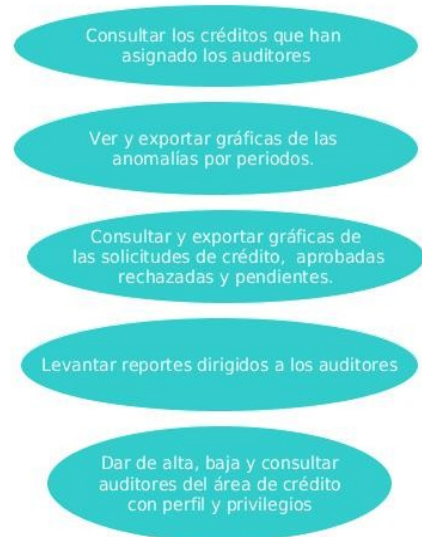 Consultar los créditos que han
asignado los auditores
Ver y exportar gráficas de las
anomalías por periodos.
Consultar y exportar gráficas de
las solicitudes de crédito, aprobadas
rechazadas y pendientes.
Levantar reportes dirigidos a los auditores
Dar de alta, baja y consultar
auditores del área de crédito
con perfil y privilegios